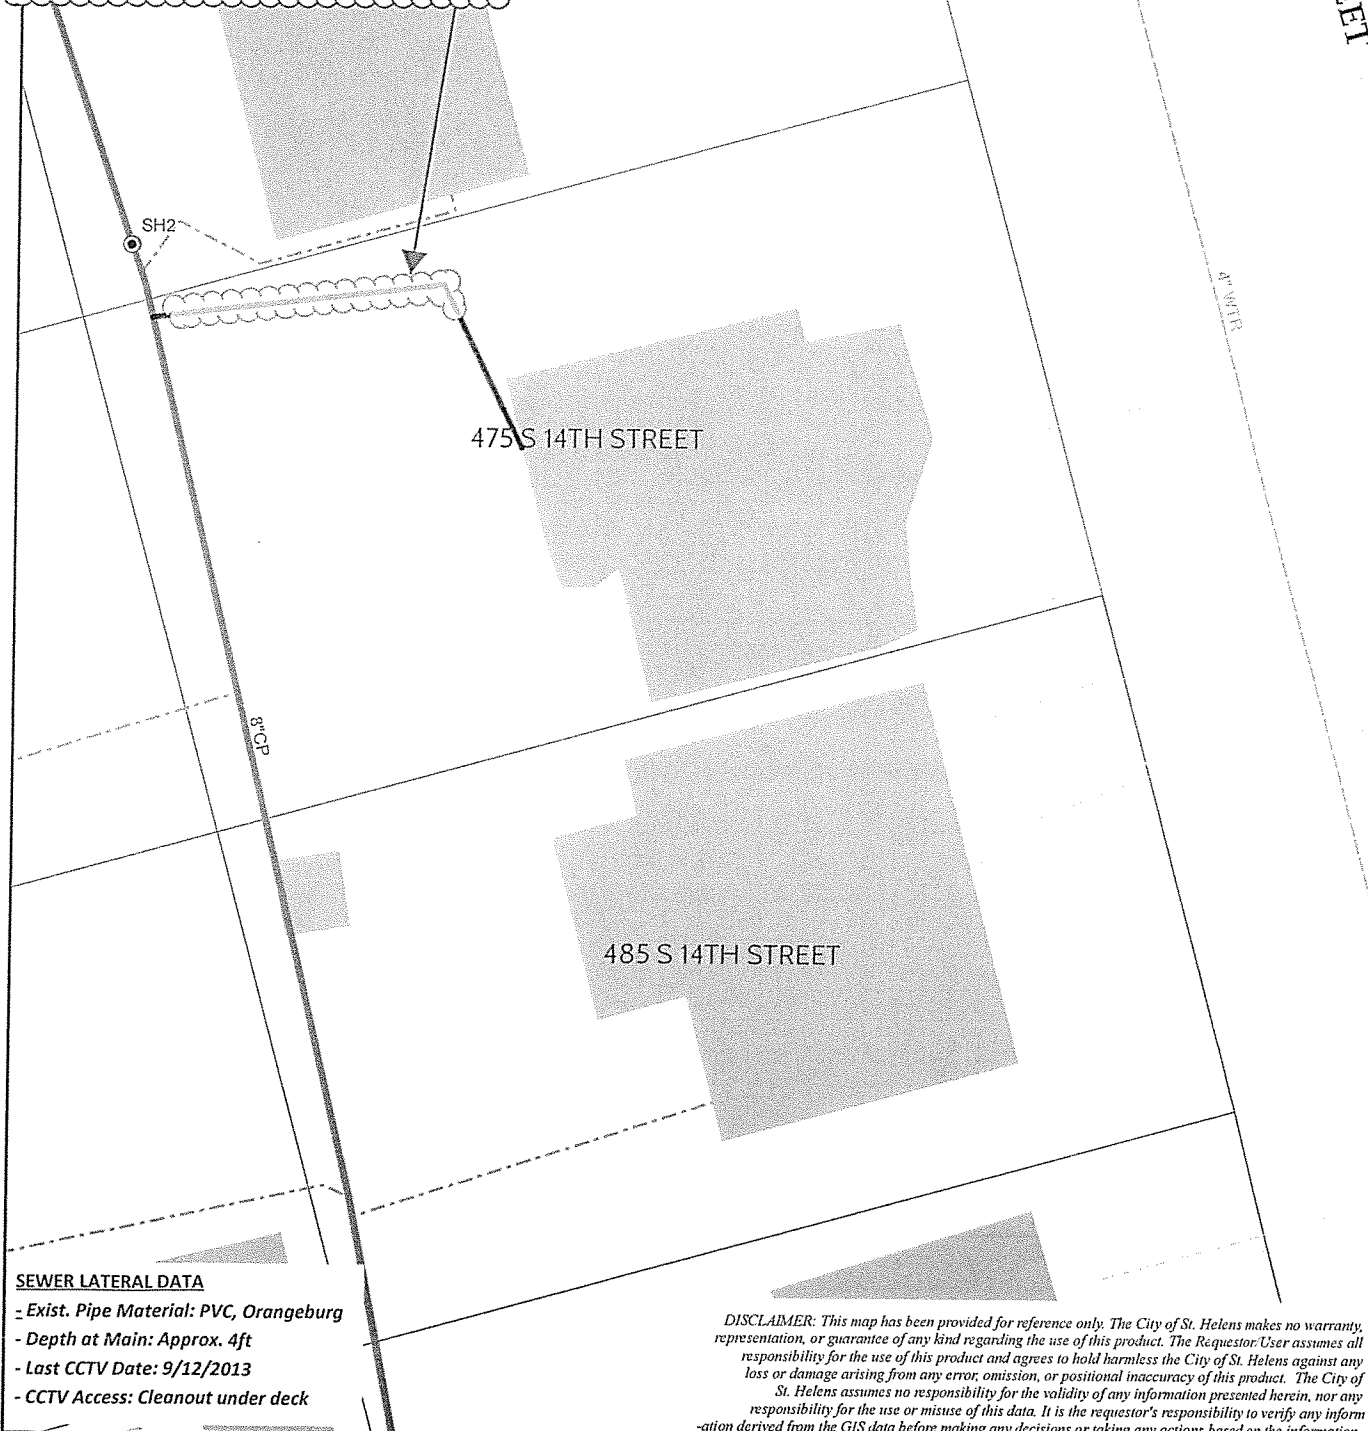 EET
SH2
4" WTR
475 S 14TH STREET
8"CP
485 S 14TH STREET
SEWER LATERAL DATA
- Exist. Pipe Material: PVC, Orangeburg
- Depth at Main: Approx. 4ft
- Last CCTV Date: 9/12/2013
- CCTV Access: Cleanout under deck
DISCLAIMER: This map has been provided for reference only. The City of St. Helens makes no warranty,
representation, or guarantee of any kind regarding the use of this product. The Requestor/User assumes all
responsibility for the use of this product and agrees to hold harmless the City of St. Helens against any
loss or damage arising from any error, omission, or positional inaccuracy of this product. The City of
St. Helens assumes no responsibility for the validity of any information presented herein, nor any
responsibility for the use or misuse of this data. It is the requestor's responsibility to verify any inform
-ation derived from the GIS data before making any decisions or taking any actions based on the information.